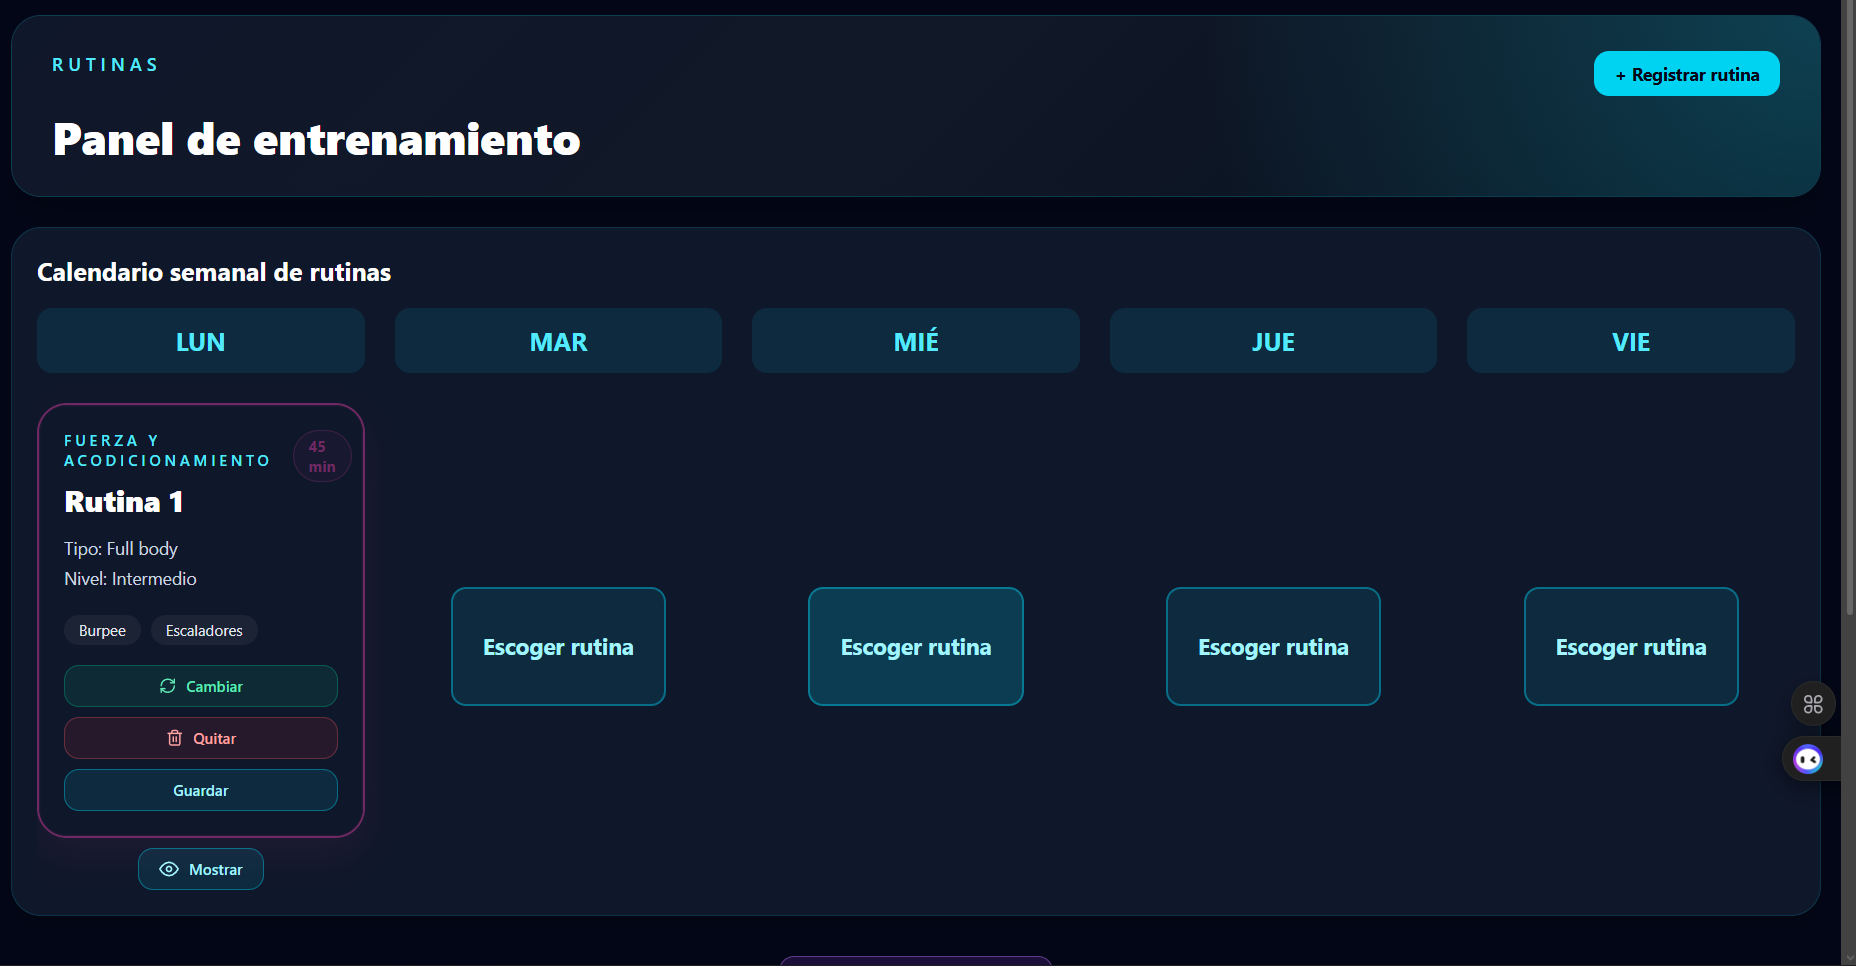 RUTINAS
+ Registrar rutina
Panel de entrenamiento
Calendario semanal de rutinas
LUN
MAR
MIÉ
JUE
VIE
FUERZA Y
ACODICIONAMIENTO
45
min
Rutina 1
Tipo: Full body
Nivel: Intermedio
Burpee
Escaladores
Cambiar
Quitar
Guardar
Mostrar
Escoger rutina
Escoger rutina
Escoger rutina
Escoger rutina